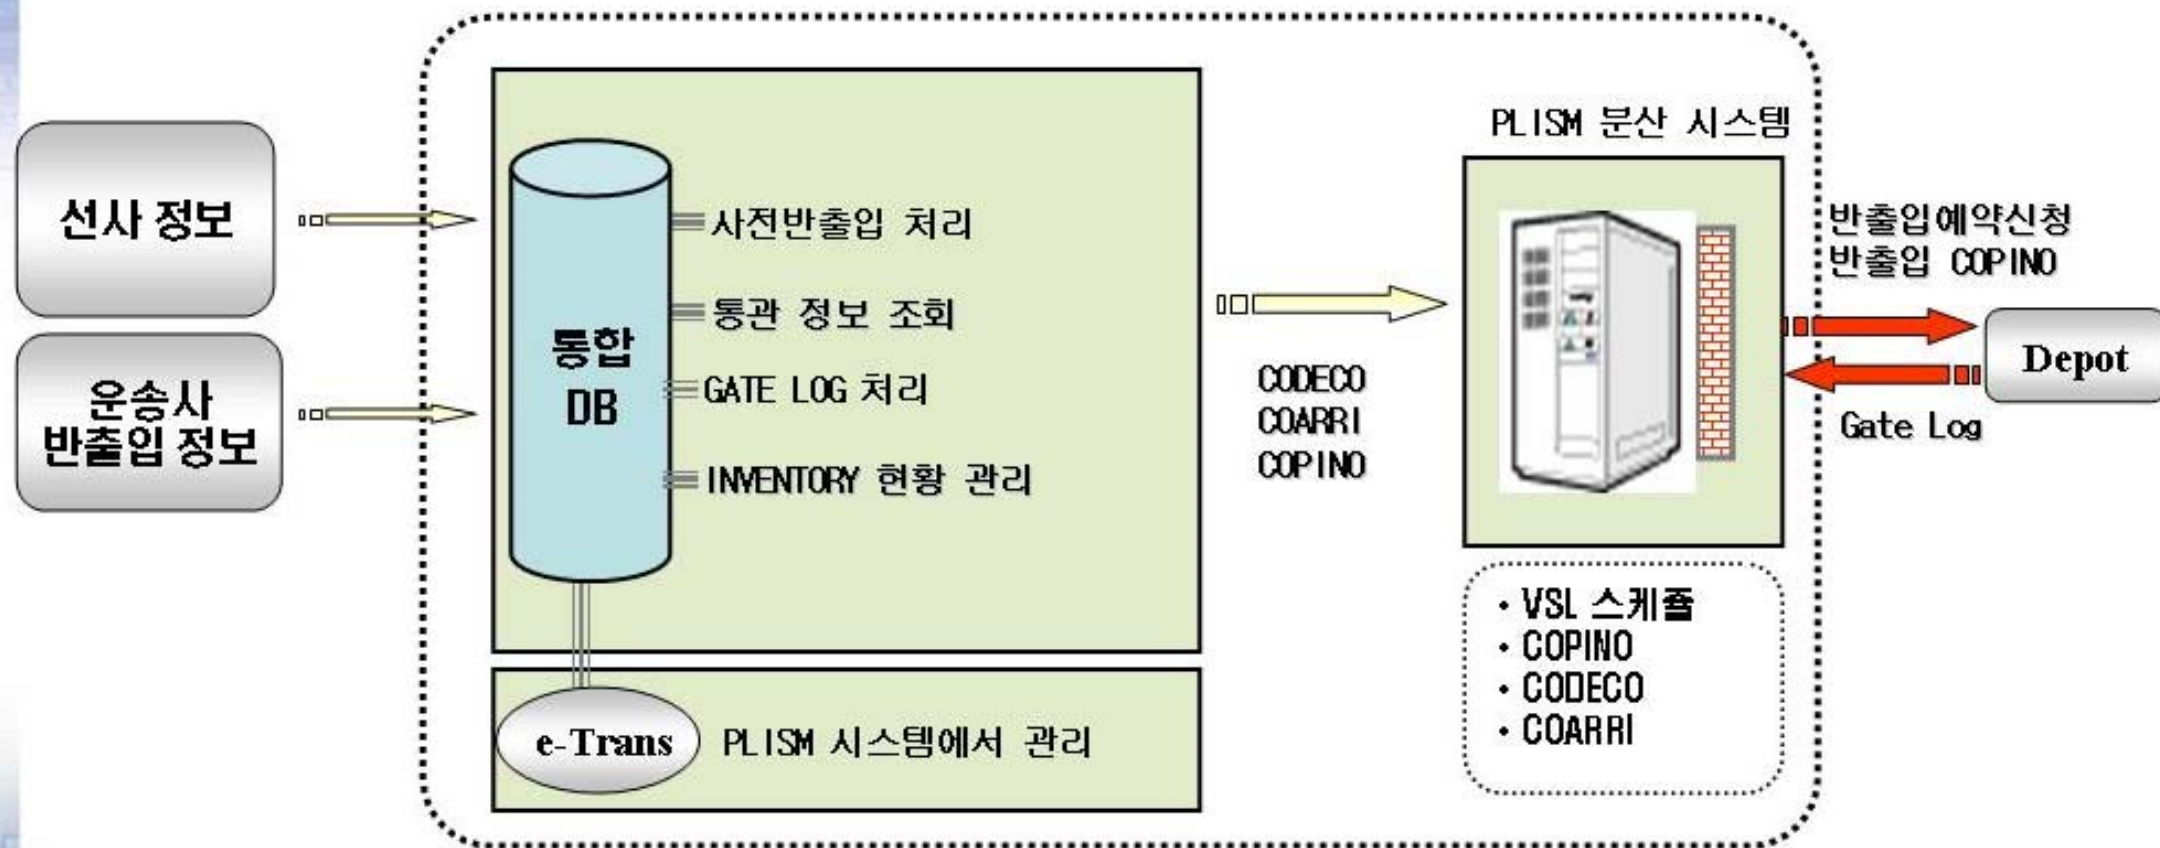 선사 정보
운송사
반출입 정보
통합
DB
사전반출입 처리
통관 정보 조회
GATE LOG 처리
INVENTORY 현황 관리
e-Trans
PLISM 시스템에서 관리
CODECO
COARRI
COPINO
PLISM 분산 시스템
• VSL 스케쥴
• COPINO
• CODECO
• COARRI
반출입예약신청
반출입 COPINO
Depot
Gate Log